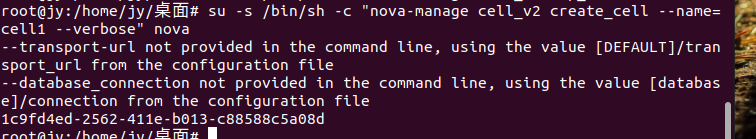 root@jy:/home/jy/桌面# su -s /bin/sh -c "nova-manage cell_v2 create_cell --name=
cell1 --verbose" nova
--transport-url not provided in the command line, using the value [DEFAULT]/tran
sport_url from the configuration file
--database_connection not provided in the command line, using the value [databas
e]/connection from the configuration file
1c9fd4ed-2562-411e-b013-c88588c5a08d
root@jy:/home/jy/桌面#